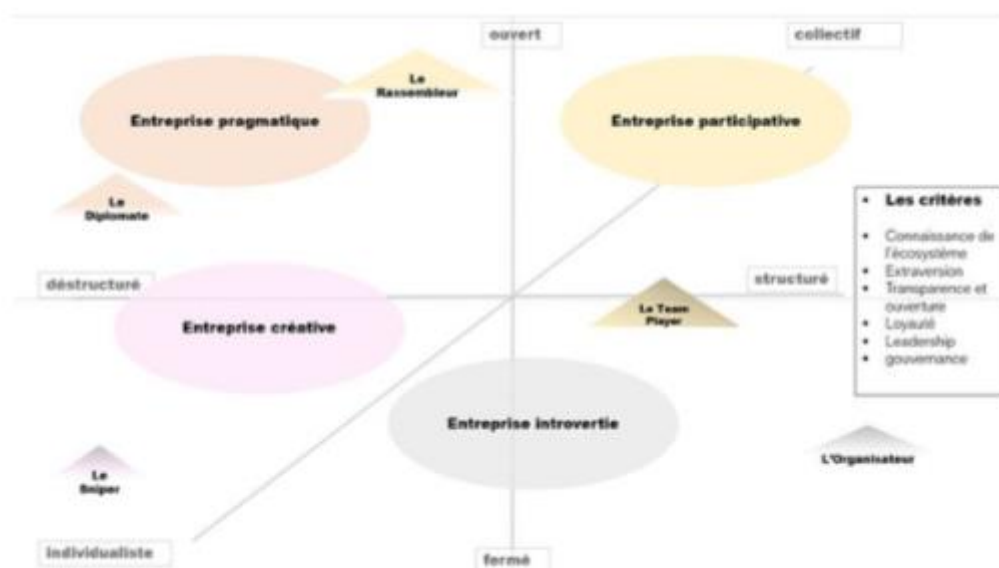 ouvert
collectif
Le
Rassembleur
Entreprise pragmatique
Entreprise participative
Le
Diplomate
Les critères
Connaissance de
l'écosystème
Extraversion
Transparence et
ouverture
Loyauté
Leadership
gouvernance
déstructuré
structuré
Le Team
Player
Entreprise créative
Entreprise introvertie
L'Organisateur
Le
Sniper
individualiste
fermé